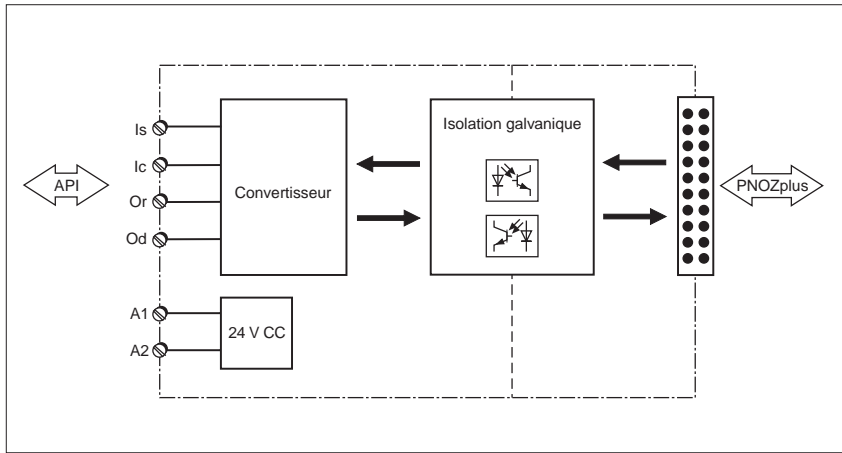 Is
Ic
Or
Od
API
Convertisseur
Isolation galvanique
PNOZplus
A1
A2
24 V CC